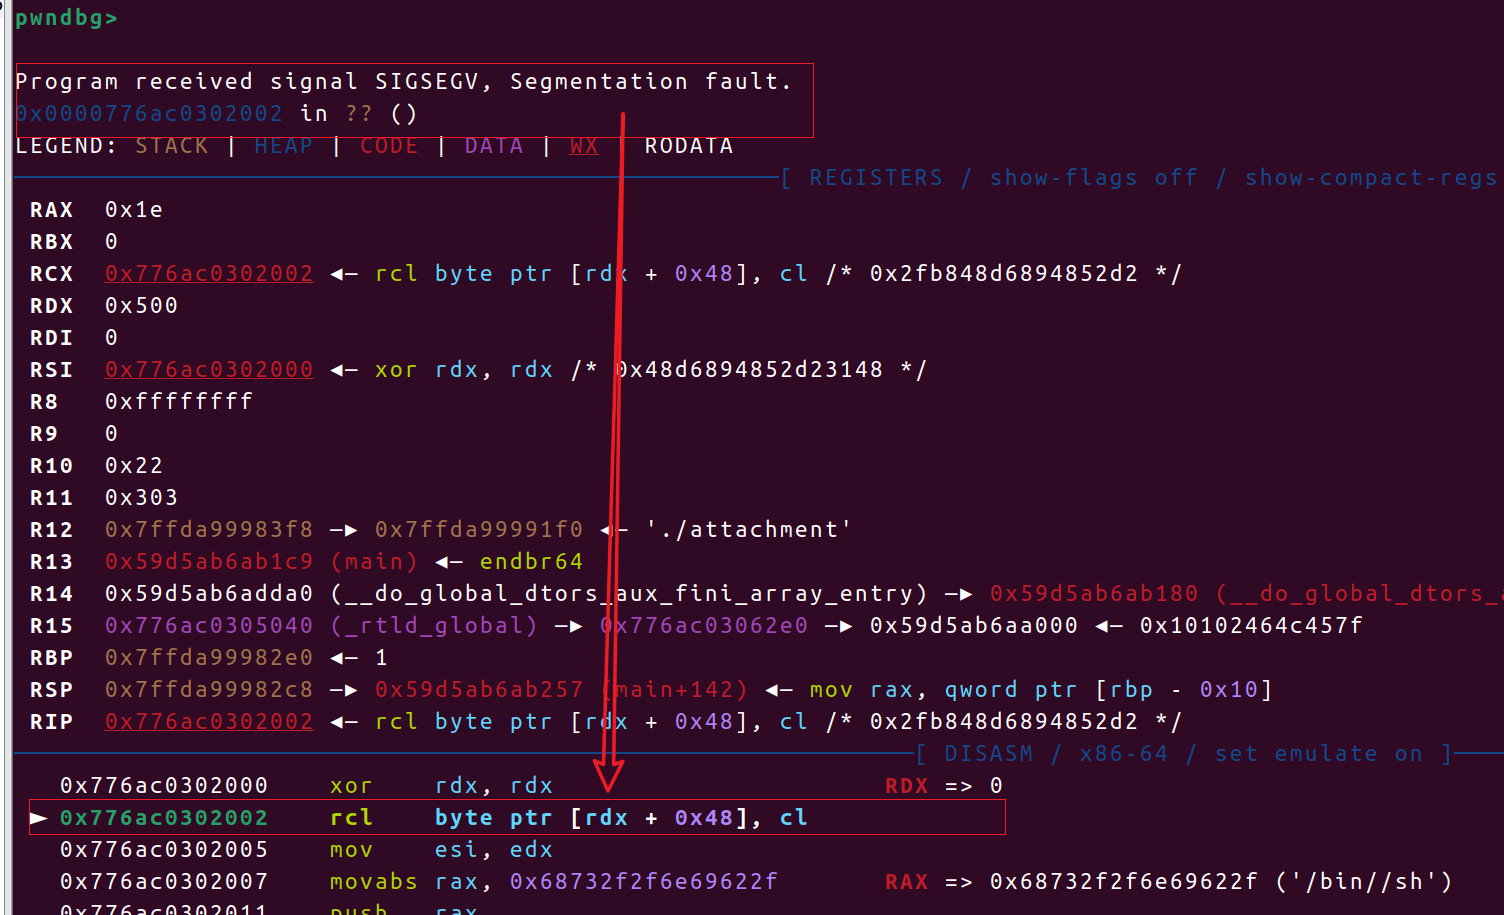 pwndbg>
Program received signal SIGSEGV, Segmentation fault.
0x0000776ac0302002 in ?? ()
LEGEND: STACK | HEAP | CODE | DATA | WX | RODATA
[ REGISTERS / show-flags off / show-compact-regs
RAX 0x1e
RBX 0
RCX 0x776ac0302002 ◂— rcl byte ptr [rdx + 0x48], cl /* 0x2fb848d6894852d2 */
RDX 0x500
RDI 0
RSI 0x776ac0302000 ◂— xor rdx, rdx /* 0x48d6894852d23148 */
R8 0xffffffff
R9 0
R10 0x22
R11 0x303
R12 0x7ffda99983f8 —▸ 0x7ffda99991f0 ◂— './attachment'
R13 0x59d5ab6ab1c9 (main) ◂— endbr64
R14 0x59d5ab6adda0 (__do_global_dtors_aux_fini_array_entry) —▸ 0x59d5ab6ab180 (__do_global_dtors_
R15 0x776ac0305040 (_rtld_global) —▸ 0x776ac03062e0 —▸ 0x59d5ab6aa000 ◂— 0x10102464c457f
RBP 0x7ffda99982e0 ◂— 1
RSP 0x7ffda99982c8 —▸ 0x59d5ab6ab257 (main+142) ◂— mov rax, qword ptr [rbp - 0x10]
RIP 0x776ac0302002 ◂— rcl byte ptr [rdx + 0x48], cl /* 0x2fb848d6894852d2 */
[ DISASM / x86-64 / set emulate on ]
0x776ac0302000 xor rdx, rdx RDX => 0
► 0x776ac0302002 rcl byte ptr [rdx + 0x48], cl
0x776ac0302005 mov esi, edx
0x776ac0302007 movabs rax, 0x68732f2f6e69622f RAX => 0x68732f2f6e69622f ('/bin//sh')
0x776ac0302011 push rax